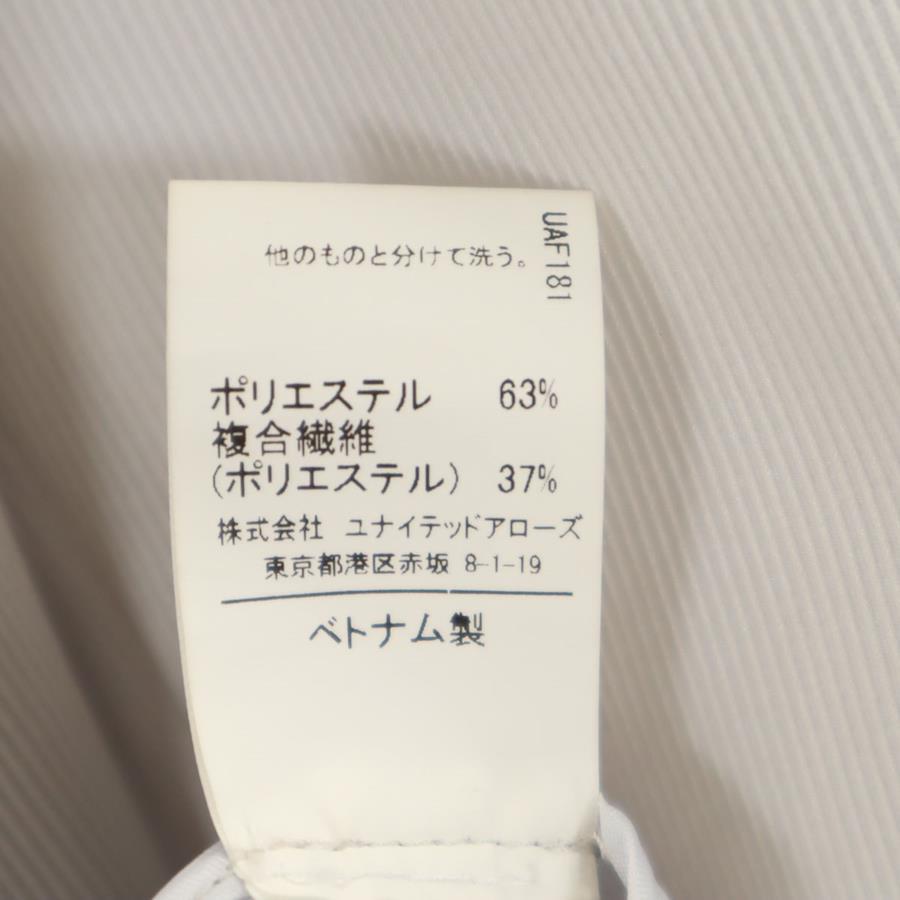 UAF181
他のものと分けて洗う。
ポリエステル 63%
複合繊維
(ポリエステル) 37%
株式会社 ユナイテッドアローズ
東京都港区赤坂 8-1-19
ベトナム製